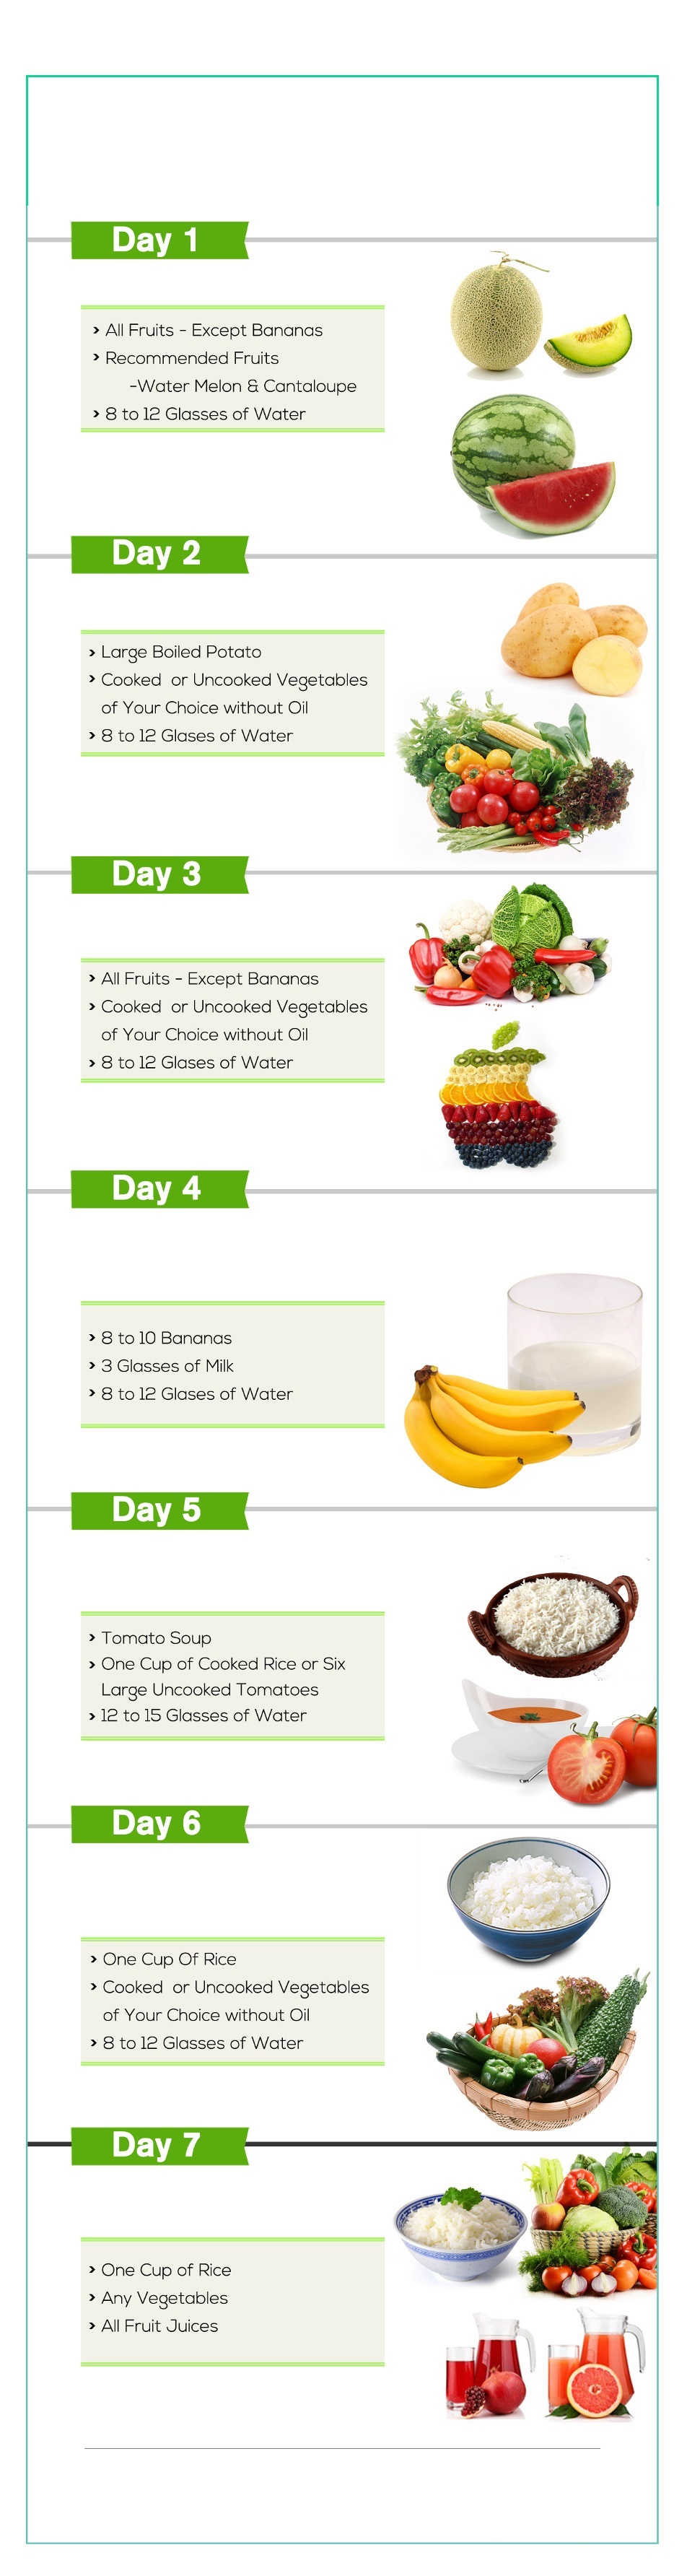 Day 1
› All Fruits - Except Bananas
› Recommended Fruits
-Water Melon & Cantaloupe
› 8 to 12 Glasses of Water
Day 2
› Large Boiled Potato
› Cooked or Uncooked Vegetables
of Your Choice without Oil
› 8 to 12 Glases of Water
Day 3
› All Fruits - Except Bananas
› Cooked or Uncooked Vegetables
of Your Choice without Oil
› 8 to 12 Glases of Water
Day 4
› 8 to 10 Bananas
› 3 Glasses of Milk
› 8 to 12 Glases of Water
Day 5
› Tomato Soup
› One Cup of Cooked Rice or Six
Large Uncooked Tomatoes
› 12 to 15 Glasses of Water
Day 6
› One Cup Of Rice
› Cooked or Uncooked Vegetables
of Your Choice without Oil
› 8 to 12 Glasses of Water
Day 7
› One Cup of Rice
› Any Vegetables
› All Fruit Juices